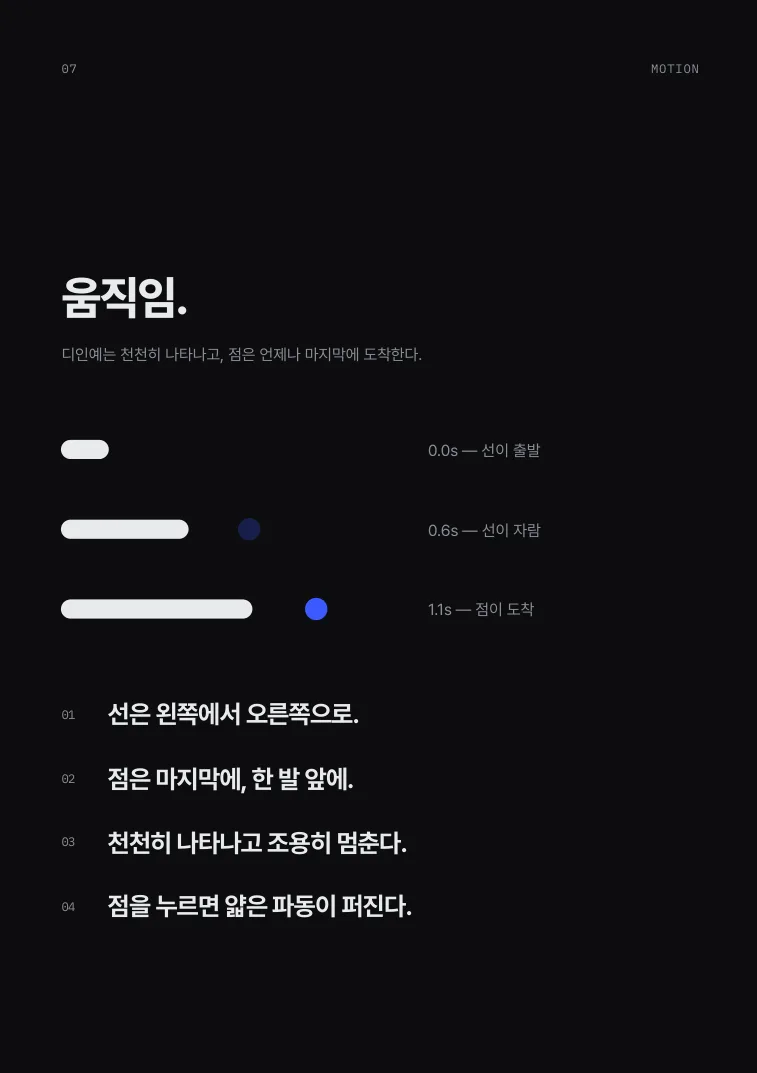 07
MOTION
움직임.
디인예는 천천히 나타나고, 점은 언제나 마지막에 도착한다.
0.0s — 선이 출발
0.6s — 선이 자람
1.1s — 점이 도착
01 선은 왼쪽에서 오른쪽으로.
02 점은 마지막에, 한 발 앞에.
03 천천히 나타나고 조용히 멈춘다.
04 점을 누르면 얇은 파동이 퍼진다.